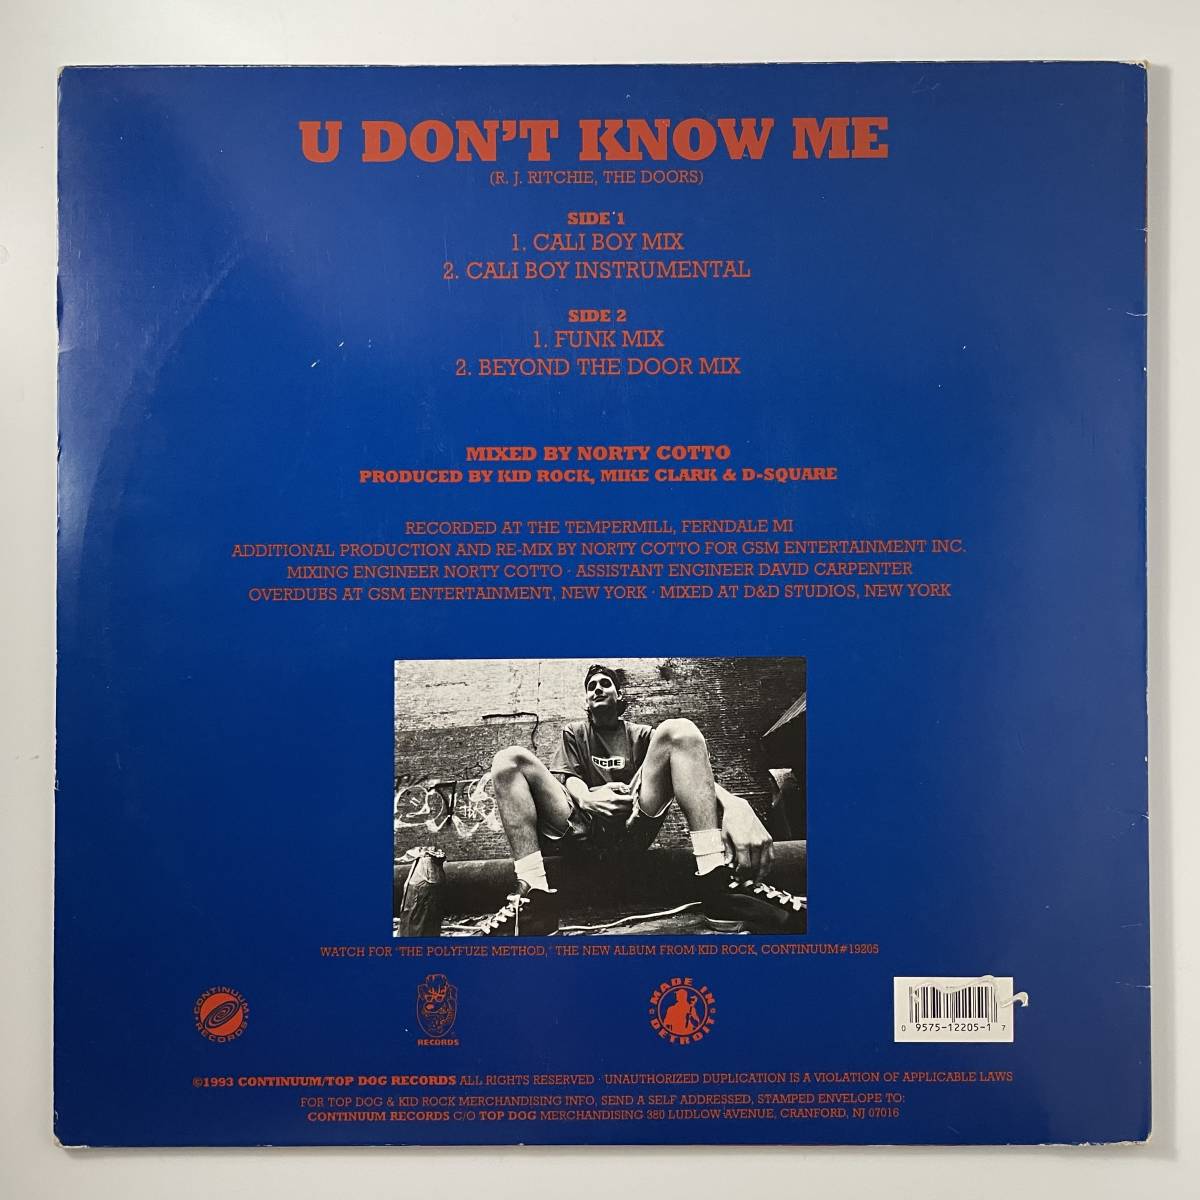 U DON'T KNOW ME
(R. J. RITCHIE, THE DOORS)
SIDE 1
1. CALI BOY MIX
2. CALI BOY INSTRUMENTAL
SIDE 2
1. FUNK MIX
2. BEYOND THE DOOR MIX
MIXED BY NORTY COTTO
PRODUCED BY KID ROCK, MIKE CLARK & D-SQUARE
RECORDED AT THE TEMPERMILL, FERNDALE MI
ADDITIONAL PRODUCTION AND RE-MIX BY NORTY COTTO FOR GSM ENTERTAINMENT INC.
MIXING ENGINEER NORTY COTTO · ASSISTANT ENGINEER DAVID CARPENTER
OVERDUBS AT GSM ENTERTAINMENT, NEW YORK · MIXED AT D&D STUDIOS, NEW YORK
WATCH FOR "THE POLYFUZE METHOD," THE NEW ALBUM FROM KID ROCK, CONTINUUM#19205
CONTINUUM RECORDS
RECORDS
MADE IN DETROIT
0 9575-12205-1 7
©1993 CONTINUUM/TOP DOG RECORDS ALL RIGHTS RESERVED · UNAUTHORIZED DUPLICATION IS A VIOLATION OF APPLICABLE LAWS
FOR TOP DOG & KID ROCK MERCHANDISING INFO, SEND A SELF ADDRESSED, STAMPED ENVELOPE TO:
CONTINUUM RECORDS C/O TOP DOG MERCHANDISING 380 LUDLOW AVENUE, CRANFORD, NJ 07016